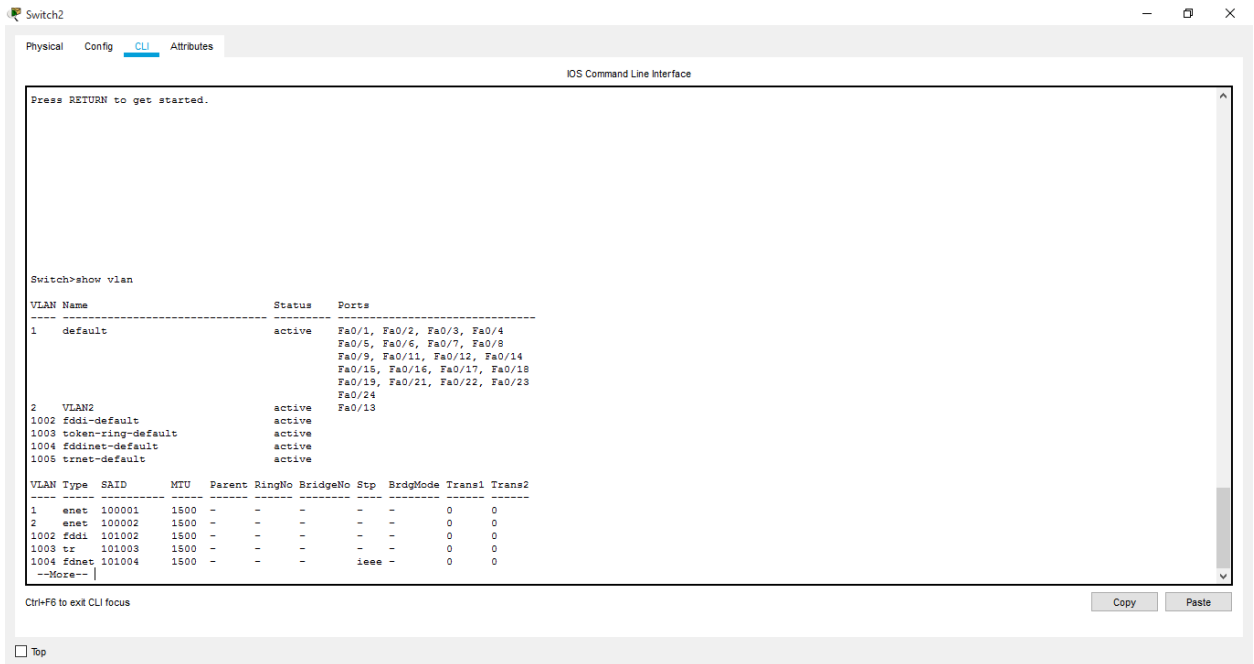 Switch2
Physical Config CLI Attributes
IOS Command Line Interface
Press RETURN to get started.
Switch>show vlan
VLAN Name Status Ports
---- -------------------------------- --------- -------------------------------
1 default active Fa0/1, Fa0/2, Fa0/3, Fa0/4
Fa0/5, Fa0/6, Fa0/7, Fa0/8
Fa0/9, Fa0/11, Fa0/12, Fa0/14
Fa0/15, Fa0/16, Fa0/17, Fa0/18
Fa0/19, Fa0/21, Fa0/22, Fa0/23
Fa0/24
2 VLAN2 active Fa0/13
1002 fddi-default active
1003 token-ring-default active
1004 fddinet-default active
1005 trnet-default active
VLAN Type SAID MTU Parent RingNo BridgeNo Stp BrdgMode Trans1 Trans2
---- ----- ---------- ----- ------ ------ -------- ---- -------- ------ ------
1 enet 100001 1500 - - - - - 0 0
2 enet 100002 1500 - - - - - 0 0
1002 fddi 101002 1500 - - - - - 0 0
1003 tr 101003 1500 - - - - - 0 0
1004 fdnet 101004 1500 - - - ieee - 0 0
--More--
Ctrl+F6 to exit CLI focus
Copy Paste
Top